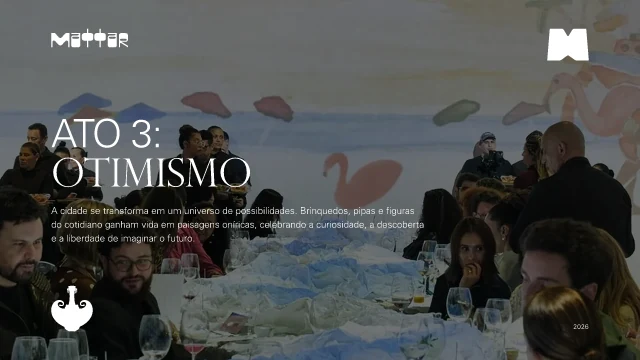 MATTER
M
ATO 3:
OTIMISMO
A cidade se transforma em um universo de possibilidades. Brinquedos, pipas e figuras
do cotidiano ganham vida em paisagens oníricas, celebrando a curiosidade, a descoberta
e a liberdade de imaginar o futuro.
2026